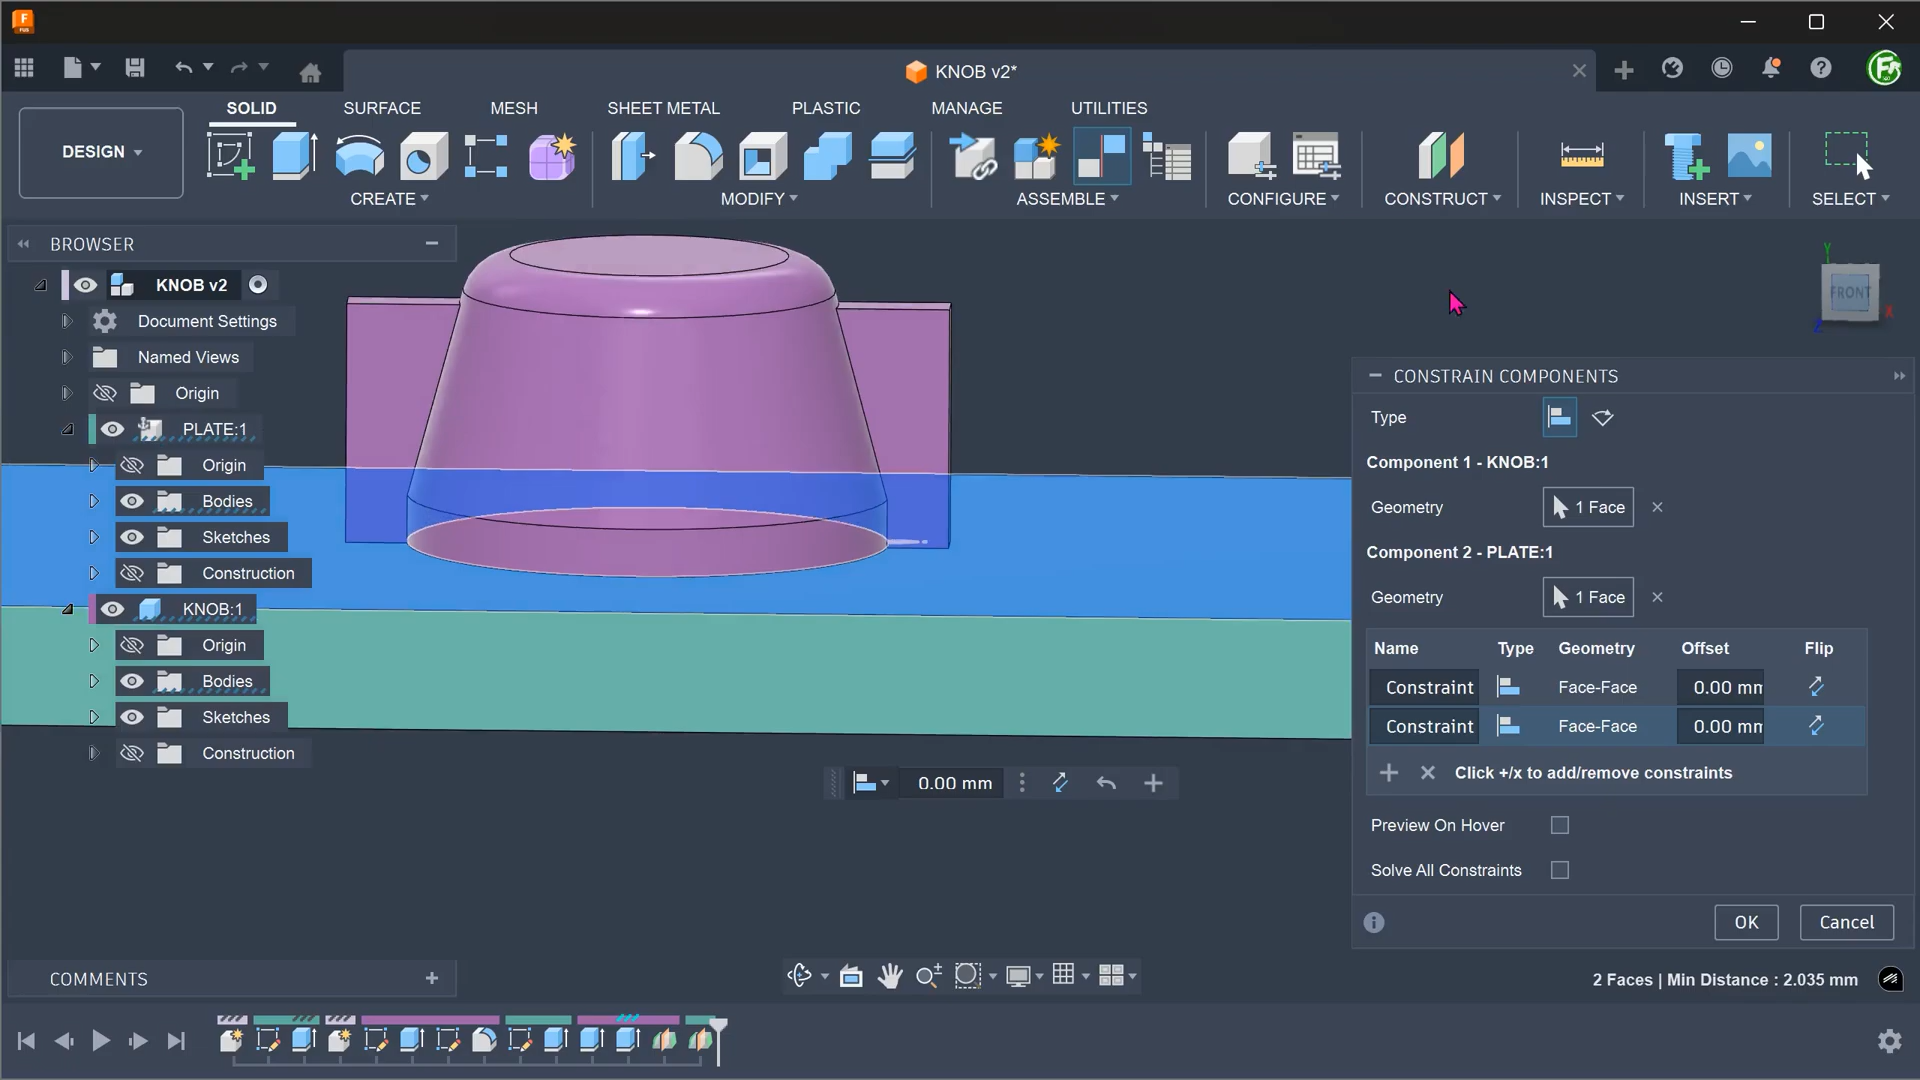 KNOB v2*
DESIGN
SOLID SURFACE MESH SHEET METAL PLASTIC MANAGE UTILITIES
CREATE MODIFY ASSEMBLE CONFIGURE CONSTRUCT INSPECT INSERT SELECT
BROWSER
KNOB v2
Document Settings
Named Views
Origin
PLATE:1
Origin
Bodies
Sketches
Construction
KNOB:1
Origin
Bodies
Sketches
Construction
Y
FRONT
X
Z
CONSTRAIN COMPONENTS
Type
Component 1 - KNOB:1
Geometry 1 Face
Component 2 - PLATE:1
Geometry 1 Face
Name Type Geometry Offset Flip
Constraint Face-Face 0.00 mm
Constraint Face-Face 0.00 mm
Click +/x to add/remove constraints
Preview On Hover
Solve All Constraints
OK Cancel
0.00 mm
COMMENTS
2 Faces | Min Distance : 2.035 mm